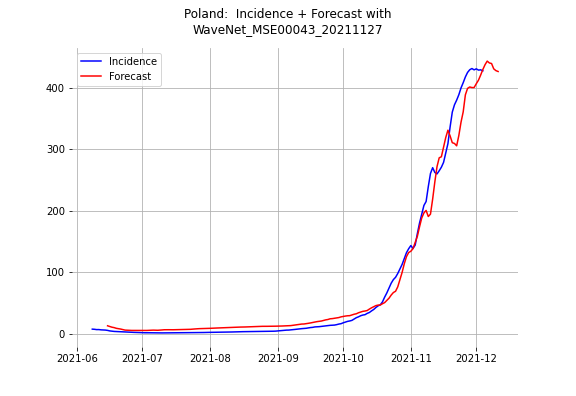 Poland:  Incidence + Forecast with
WaveNet_MSE00043_20211127
Incidence
Forecast
400
300
200
100
0
2021-06 2021-07 2021-08 2021-09 2021-10 2021-11 2021-12